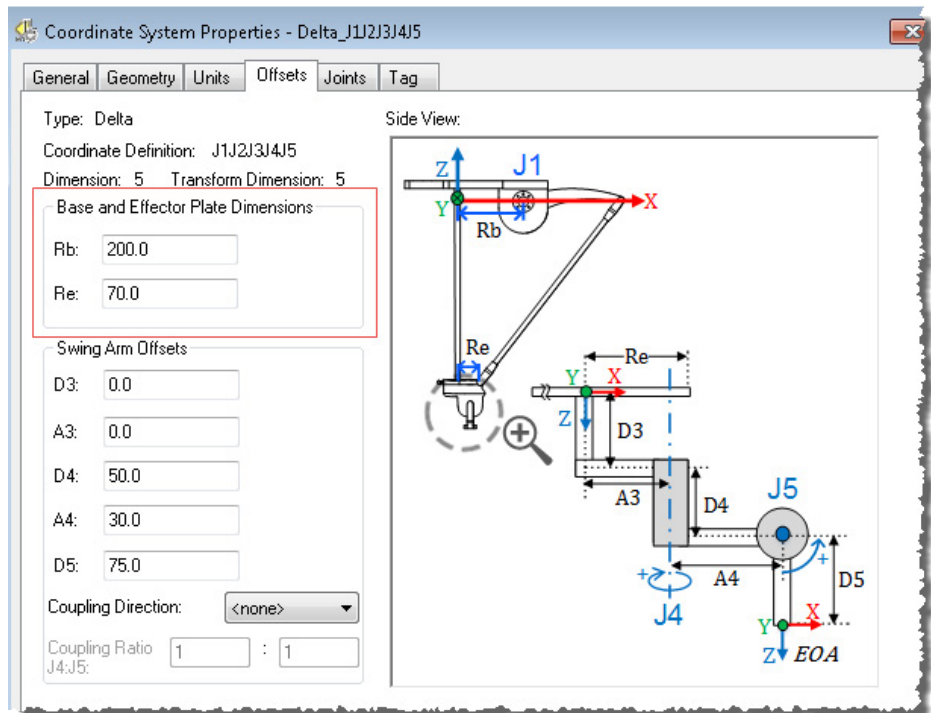 Coordinate System Properties - Delta_J1J2J3J4J5
General Geometry Units Offsets Joints Tag
Type: Delta
Coordinate Definition: J1J2J3J4J5
Dimension: 5 Transform Dimension: 5
Base and Effector Plate Dimensions
Rb: 200.0
Re: 70.0
Swing Arm Offsets
D3: 0.0
A3: 0.0
D4: 50.0
A4: 30.0
D5: 75.0
Coupling Direction: <none>
Coupling Ratio 1 : 1
J4:J5:
Side View:
Z J1
Y X
Rb
Re
Re
Y X
Z D3
A3 D4 J5
+ A4 + D5
J4
Y X
Z EOA